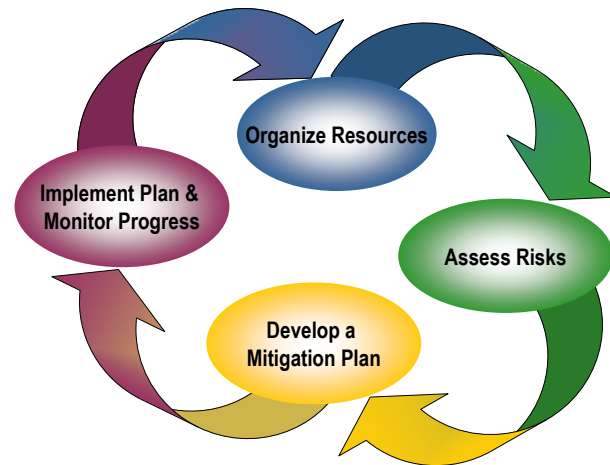 Organize Resources
Assess Risks
Develop a
Mitigation Plan
Implement Plan &
Monitor Progress